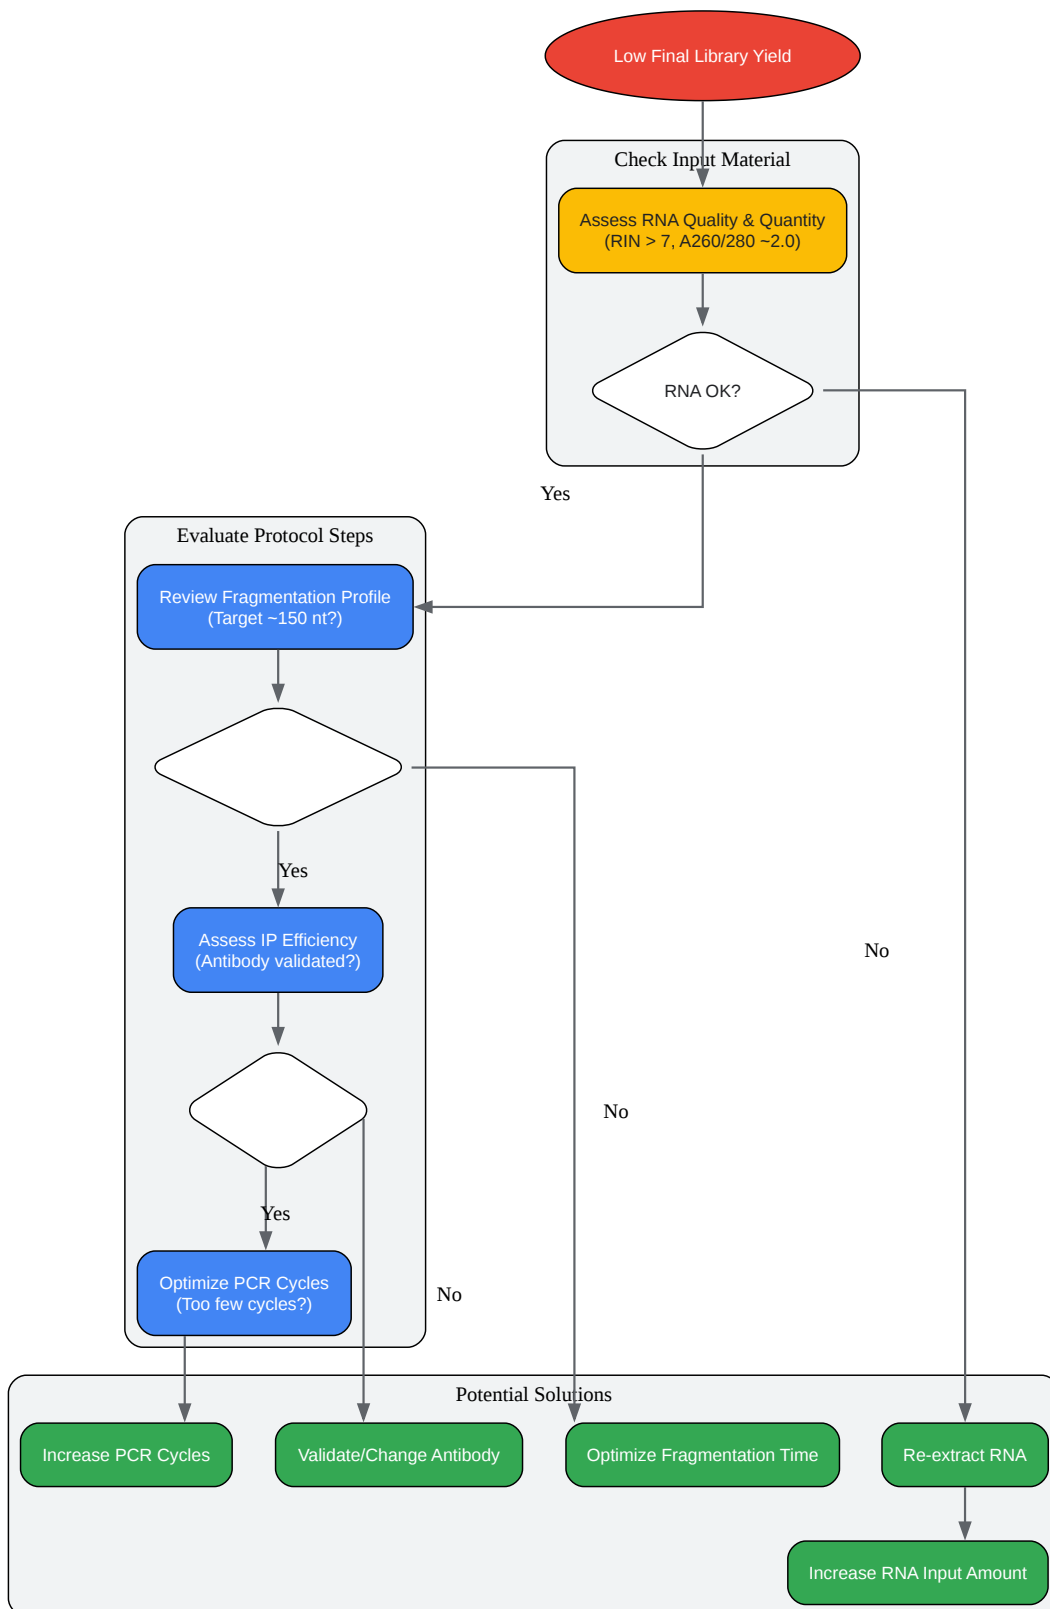 Low Final Library Yield
Check Input Material
Assess RNA Quality & Quantity
(RIN > 7, A260/280 ~2.0)
RNA OK?
Yes
Evaluate Protocol Steps
Review Fragmentation Profile
(Target ~150 nt?)
Yes
Assess IP Efficiency
(Antibody validated?)
No
No
Yes
Optimize PCR Cycles
(Too few cycles?)
No
Potential Solutions
Increase PCR Cycles
Validate/Change Antibody
Optimize Fragmentation Time
Re-extract RNA
Increase RNA Input Amount